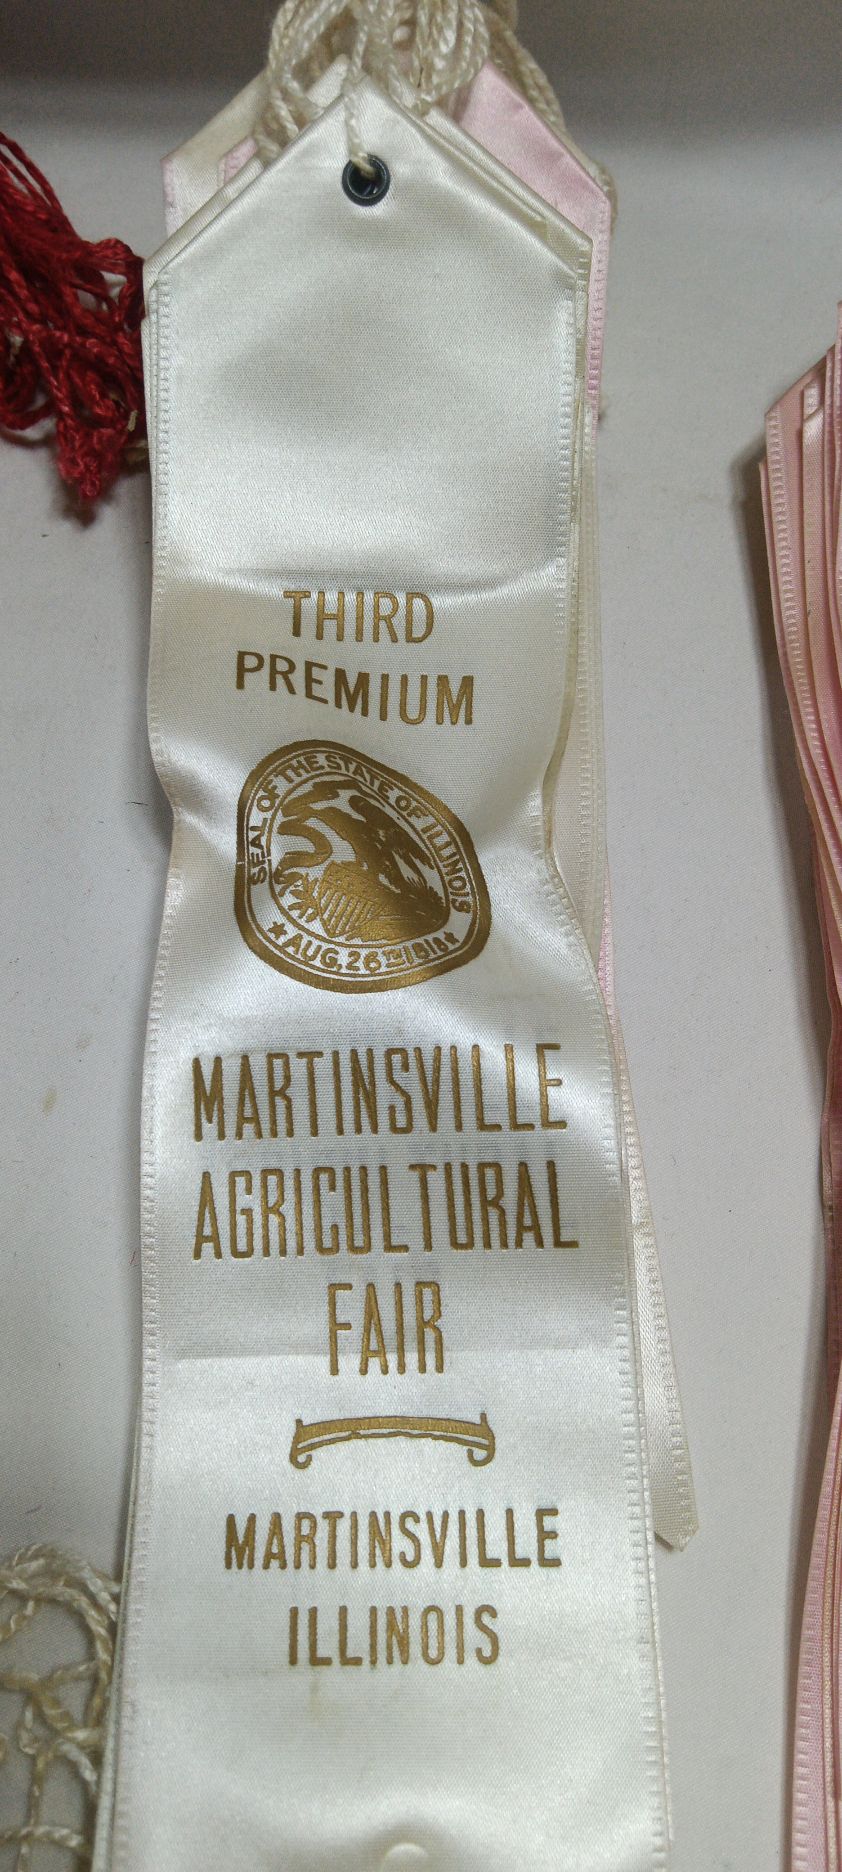 THIRD
PREMIUM
SEAL OF THE STATE OF ILLINOIS
AUG. 26TH 1818
MARTINSVILLE
AGRICULTURAL
FAIR
MARTINSVILLE
ILLINOIS